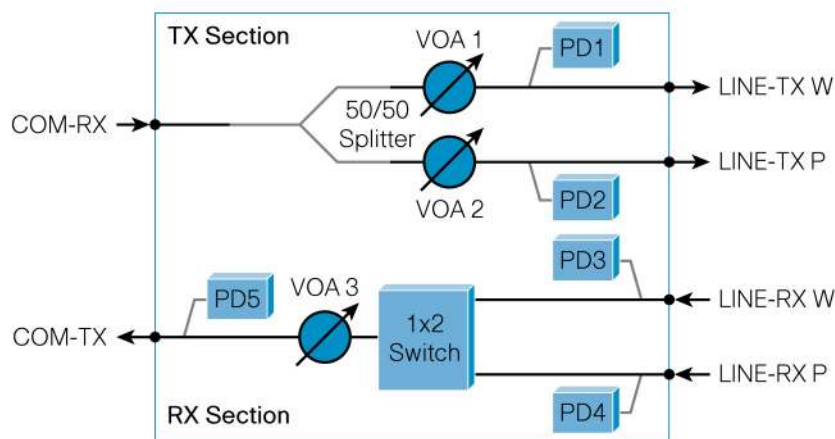 TX Section
VOA 1
PD1
LINE-TX W
COM-RX
50/50
Splitter
LINE-TX P
VOA 2
PD2
PD3
PD5
VOA 3
LINE-RX W
COM-TX
1x2
Switch
LINE-RX P
RX Section
PD4